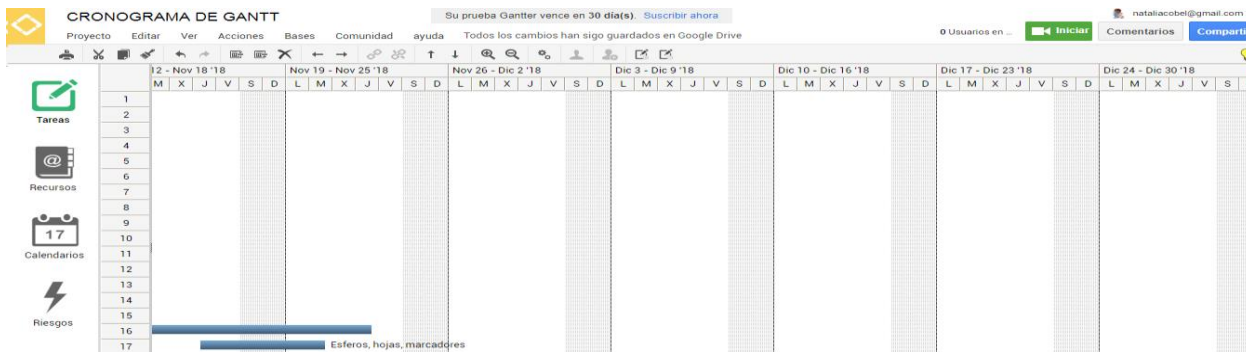 CRONOGRAMA DE GANTT
Su prueba Gantter vence en 30 día(s). Suscribir ahora
nataliacobel@gmail.com
Proyecto Editar Ver Acciones Bases Comunidad ayuda Todos los cambios han sigo guardados en Google Drive
0 Usuarios en ... Iniciar Comentarios Comparti
12 - Nov 18 '18 Nov 19 - Nov 25 '18 Nov 26 - Dic 2 '18 Dic 3 - Dic 9 '18 Dic 10 - Dic 16 '18 Dic 17 - Dic 23 '18 Dic 24 - Dic 30 '18
M X J V S D L M X J V S D L M X J V S D L M X J V S D L M X J V S D L M X J V S D L M X J V S
1
Tareas
2
3
4
@
5
6
Recursos
7
8
9
17
10
Calendarios
11
12
13
14
15
Riesgos
16
17 Esferos, hojas, marcadores